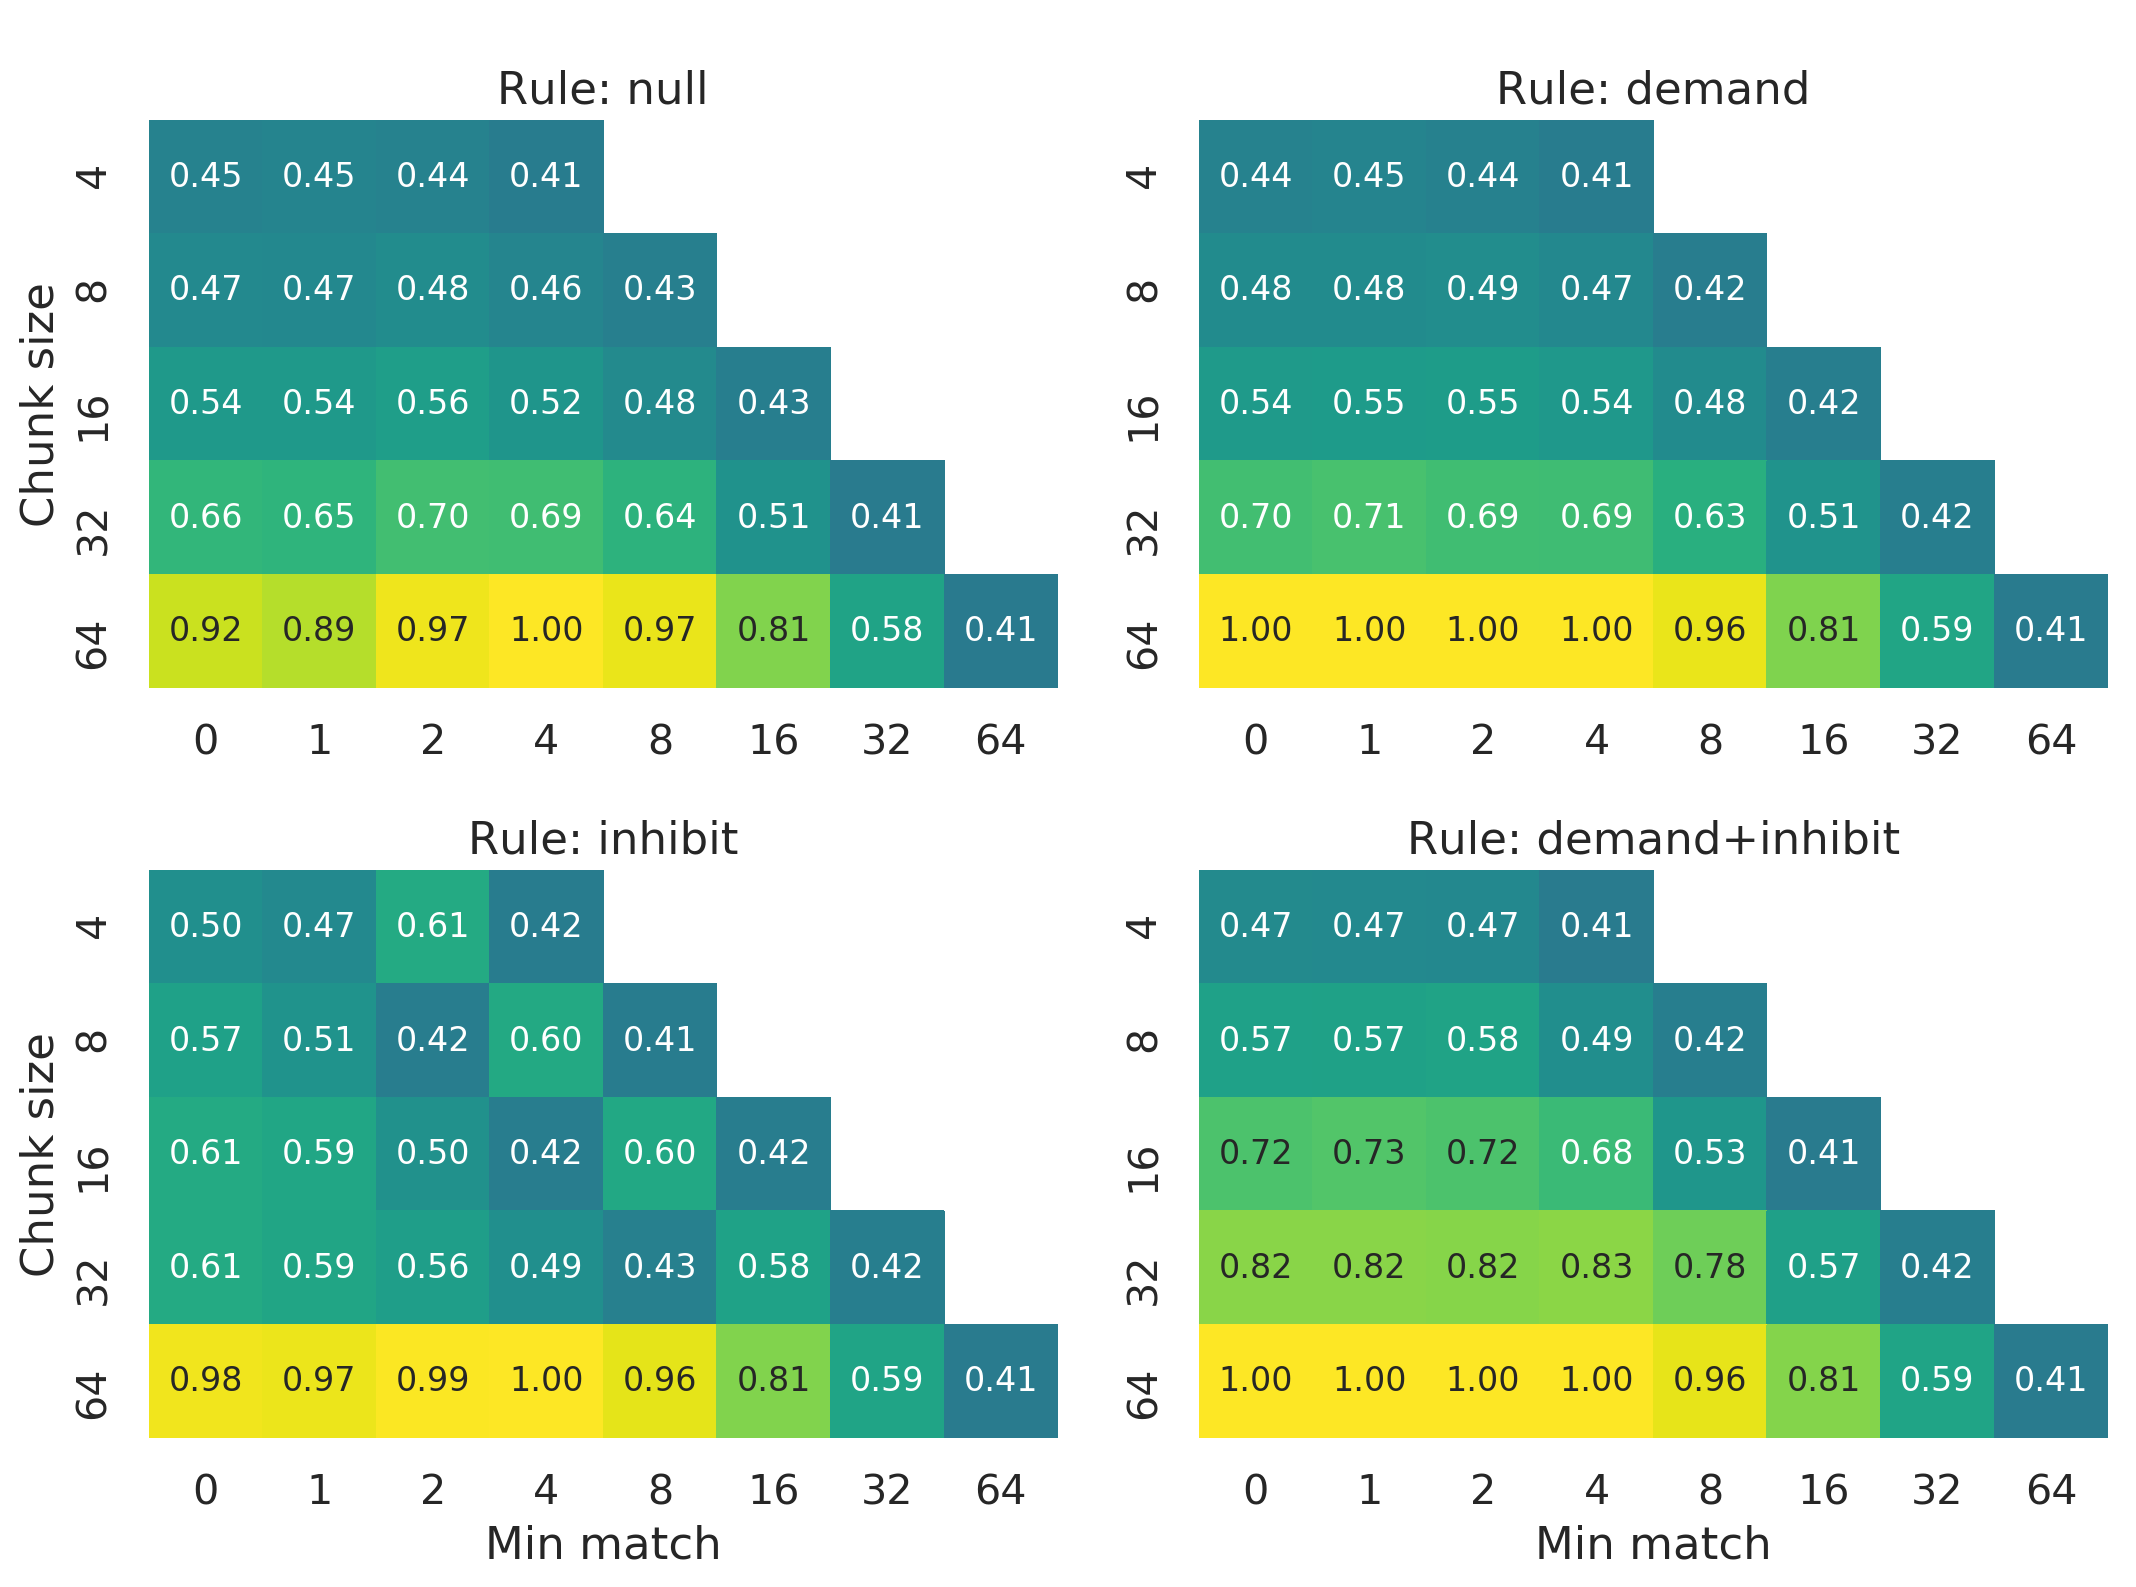 Rule: null
4
0.45 0.45 0.44 0.41
8
0.47 0.47 0.48 0.46 0.43
16
0.54 0.54 0.56 0.52 0.48 0.43
32
0.66 0.65 0.70 0.69 0.64 0.51 0.41
64
0.92 0.89 0.97 1.00 0.97 0.81 0.58 0.41
Chunk size
0 1 2 4 8 16 32 64
Rule: demand
4
0.44 0.45 0.44 0.41
8
0.48 0.48 0.49 0.47 0.42
16
0.54 0.55 0.55 0.54 0.48 0.42
32
0.70 0.71 0.69 0.69 0.63 0.51 0.42
64
1.00 1.00 1.00 1.00 0.96 0.81 0.59 0.41
0 1 2 4 8 16 32 64
Rule: inhibit
4
0.50 0.47 0.61 0.42
8
0.57 0.51 0.42 0.60 0.41
16
0.61 0.59 0.50 0.42 0.60 0.42
32
0.61 0.59 0.56 0.49 0.43 0.58 0.42
64
0.98 0.97 0.99 1.00 0.96 0.81 0.59 0.41
Chunk size
0 1 2 4 8 16 32 64
Min match
Rule: demand+inhibit
4
0.47 0.47 0.47 0.41
8
0.57 0.57 0.58 0.49 0.42
16
0.72 0.73 0.72 0.68 0.53 0.41
32
0.82 0.82 0.82 0.83 0.78 0.57 0.42
64
1.00 1.00 1.00 1.00 0.96 0.81 0.59 0.41
0 1 2 4 8 16 32 64
Min match